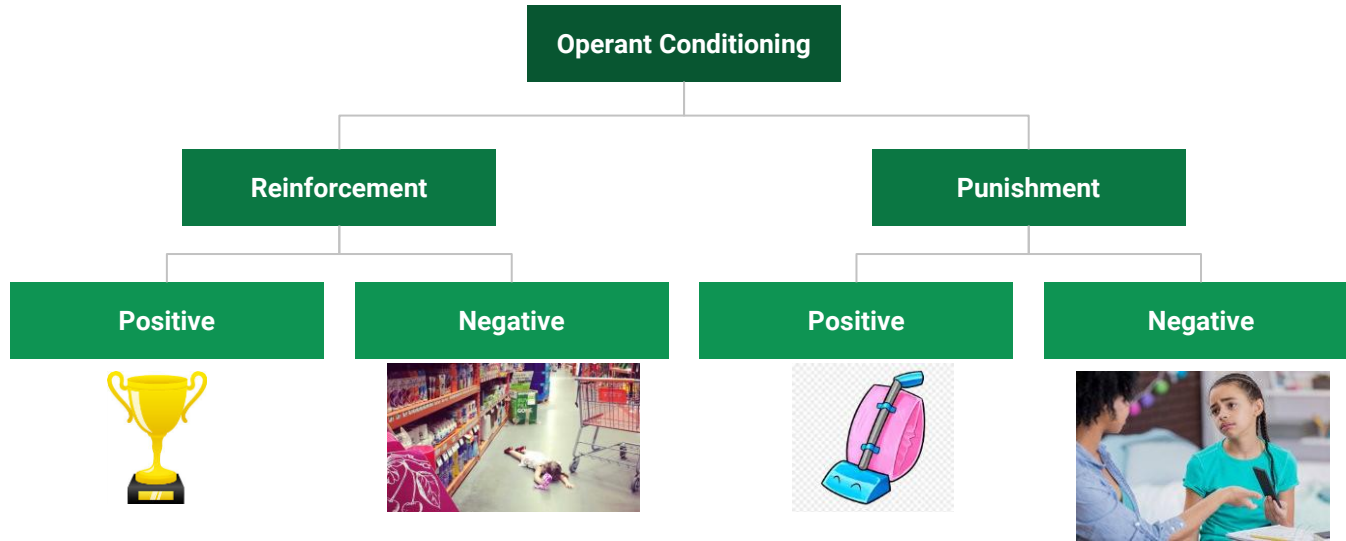 Operant Conditioning
Reinforcement
Punishment
Positive
Negative
Positive
Negative